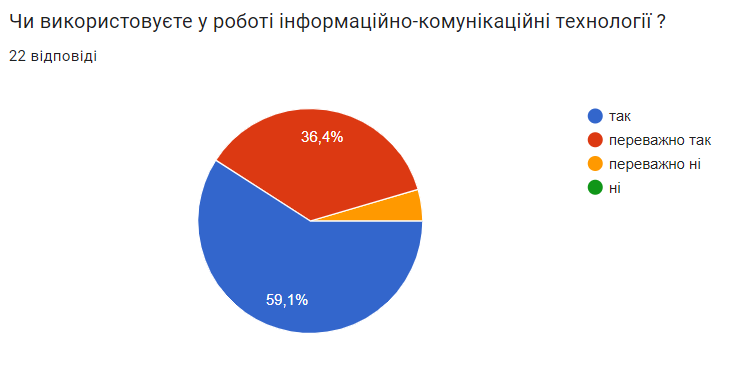 Чи використовуєте у роботі інформаційно-комунікаційні технології ?
22 відповіді
36,4%
59,1%
так
переважно так
переважно ні
ні